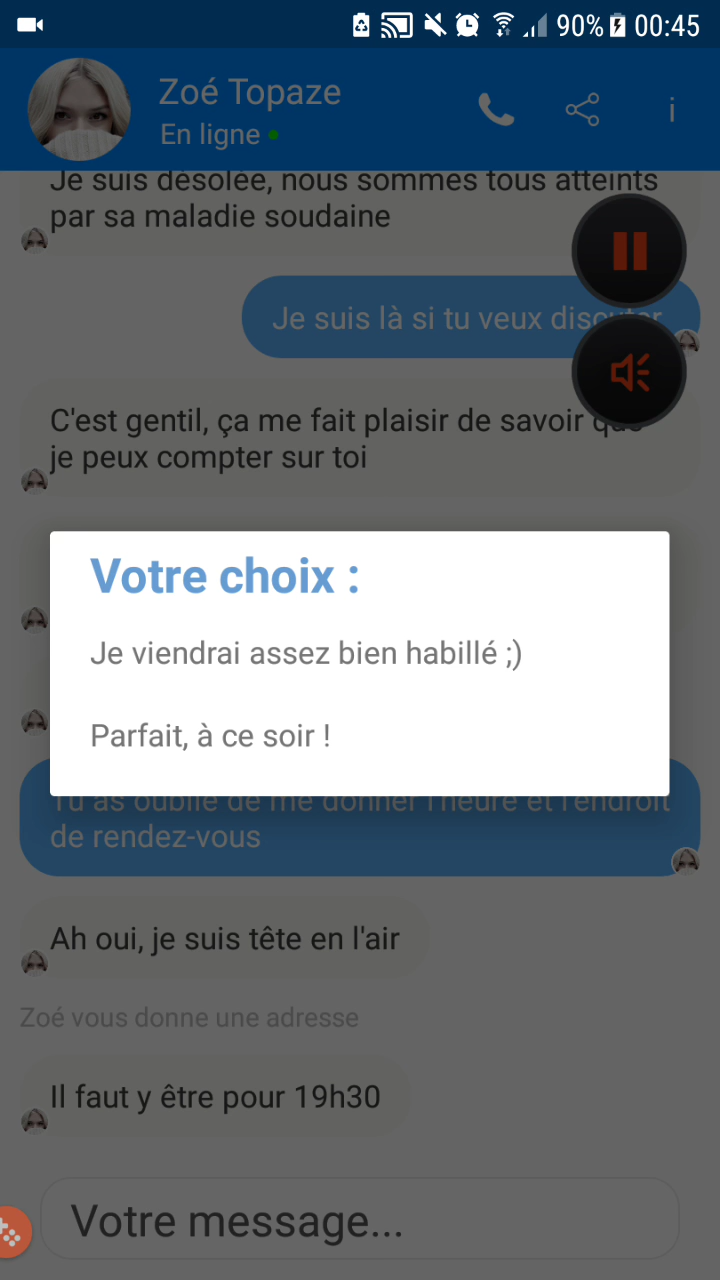 90% 00:45
Zoé Topaze
En ligne
i
Je suis désolée, nous sommes tous atteints
par sa maladie soudaine
Je suis là si tu veux discuter
C'est gentil, ça me fait plaisir de savoir que
je peux compter sur toi
Votre choix :
Je viendrai assez bien habillé ;)
Parfait, à ce soir !
Tu as oublié de me donner l'heure et l'endroit
de rendez-vous
Ah oui, je suis tête en l'air
Zoé vous donne une adresse
Il faut y être pour 19h30
Votre message...